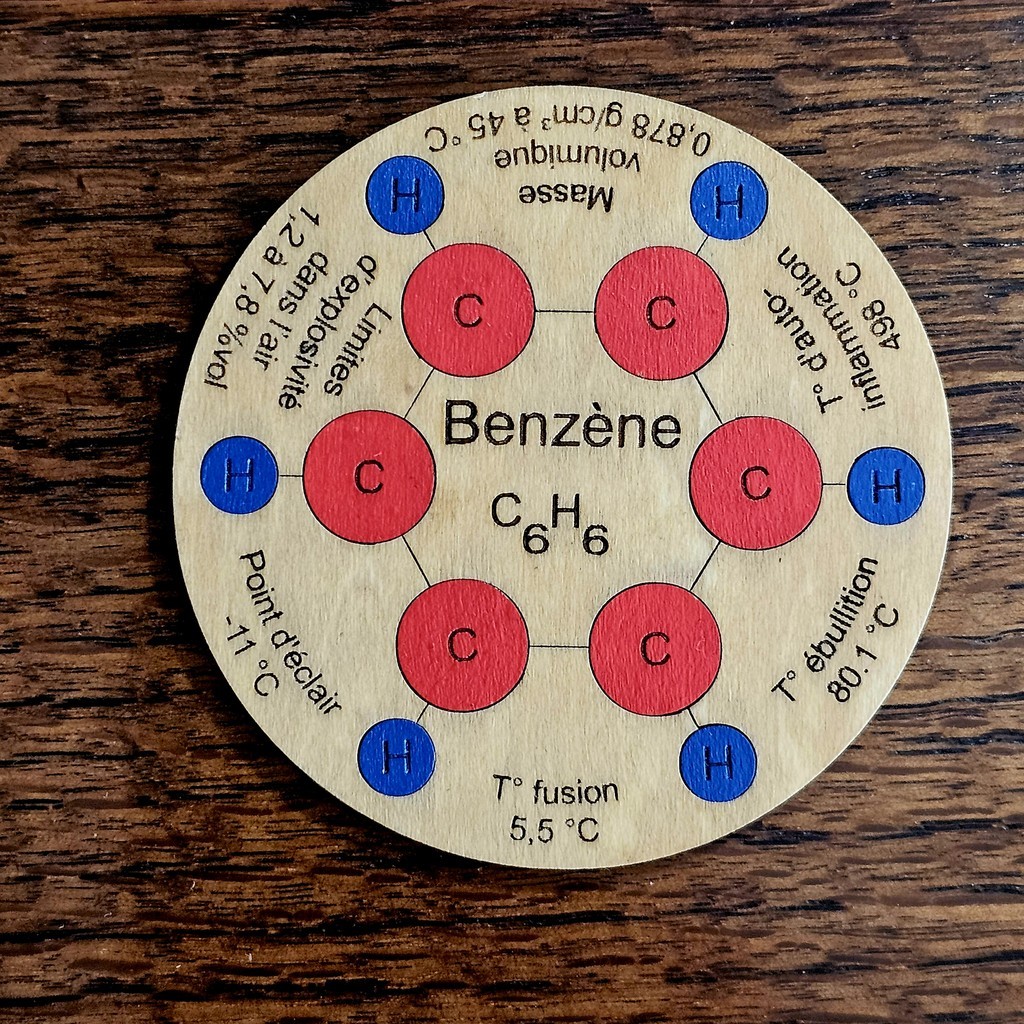 Benzène
C₆H₆
Masse
volumique
0,878 g/cm³ à 45 °C
T° d'auto-
inflammation
498 °C
T° ébullition
80.1 °C
T° fusion
5,5 °C
Point d'éclair
-11 °C
Limites
d'explosivité
dans l'air
1,2 à 7,8 %vol
H
H
C
C
H
C
C
H
C
C
H
H